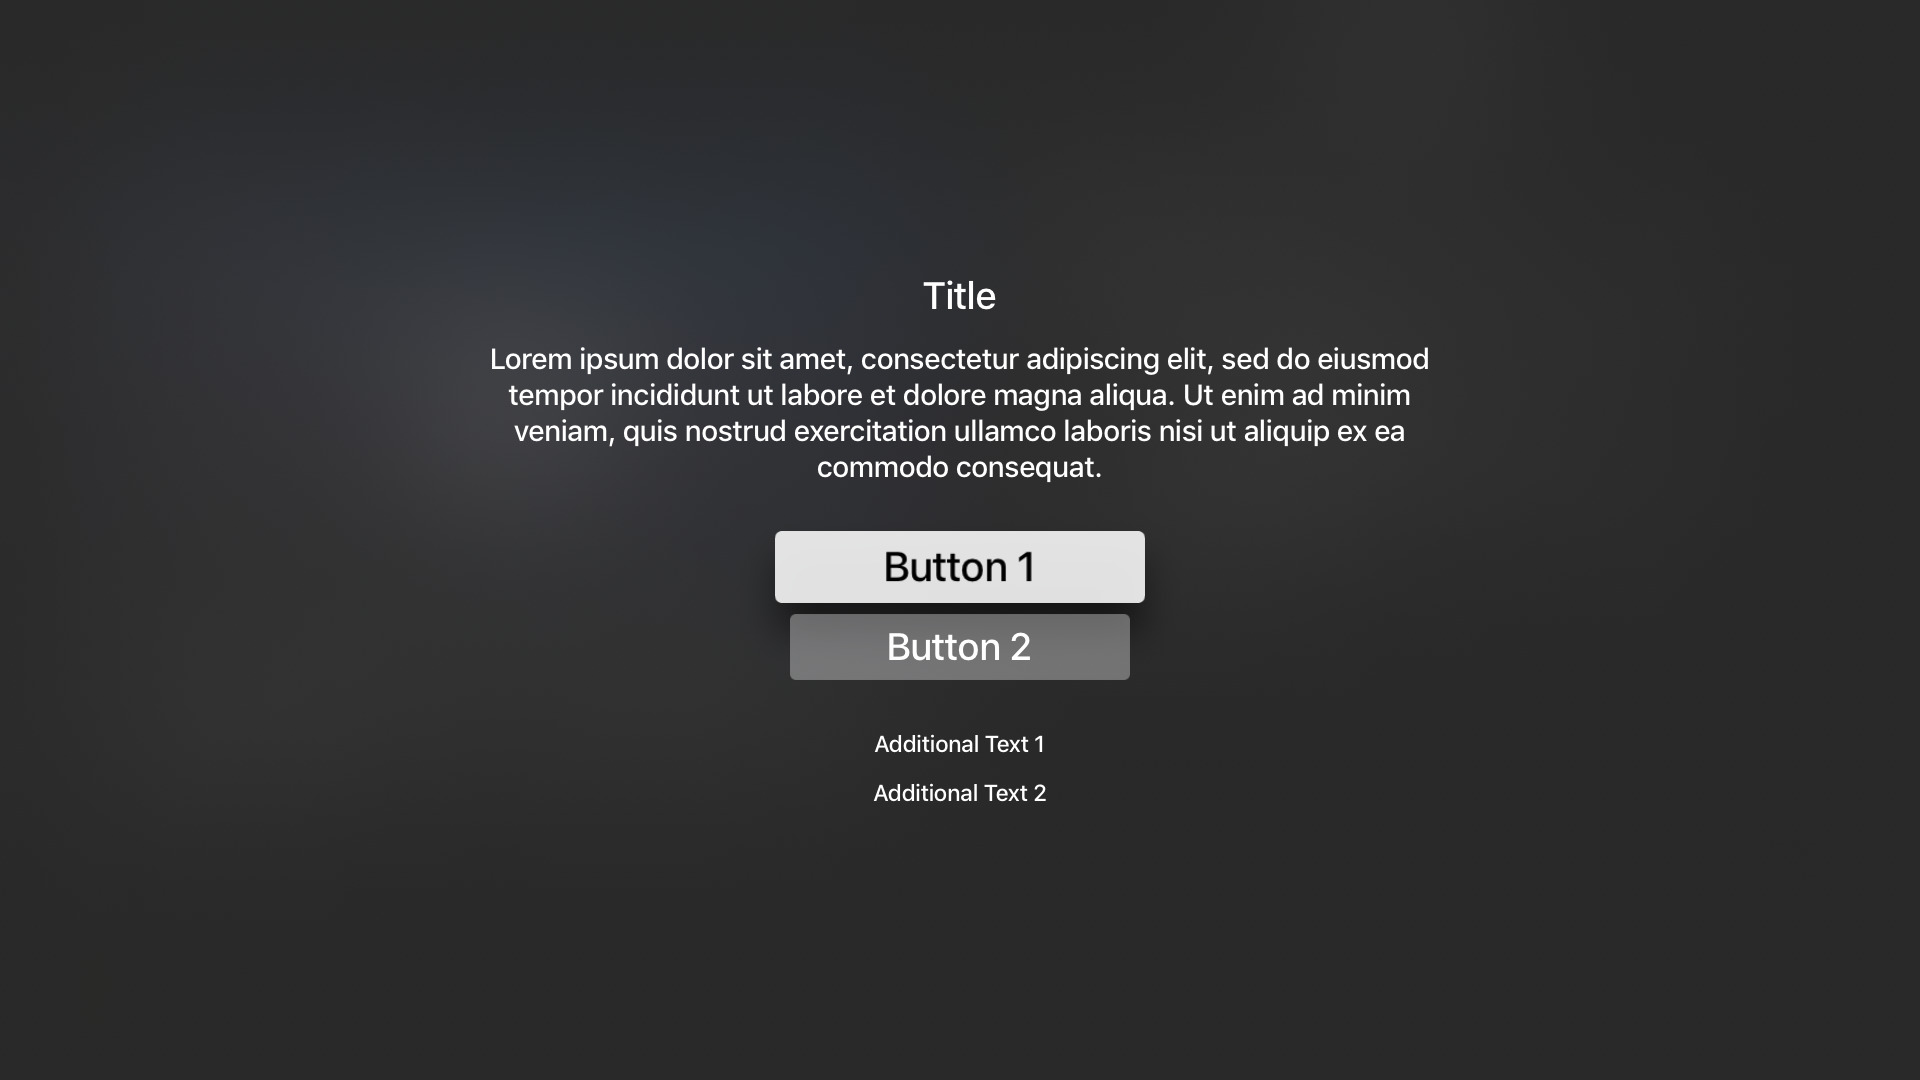 Title
Lorem ipsum dolor sit amet, consectetur adipiscing elit, sed do eiusmod
tempor incididunt ut labore et dolore magna aliqua. Ut enim ad minim
veniam, quis nostrud exercitation ullamco laboris nisi ut aliquip ex ea
commodo consequat.
Button 1
Button 2
Additional Text 1
Additional Text 2